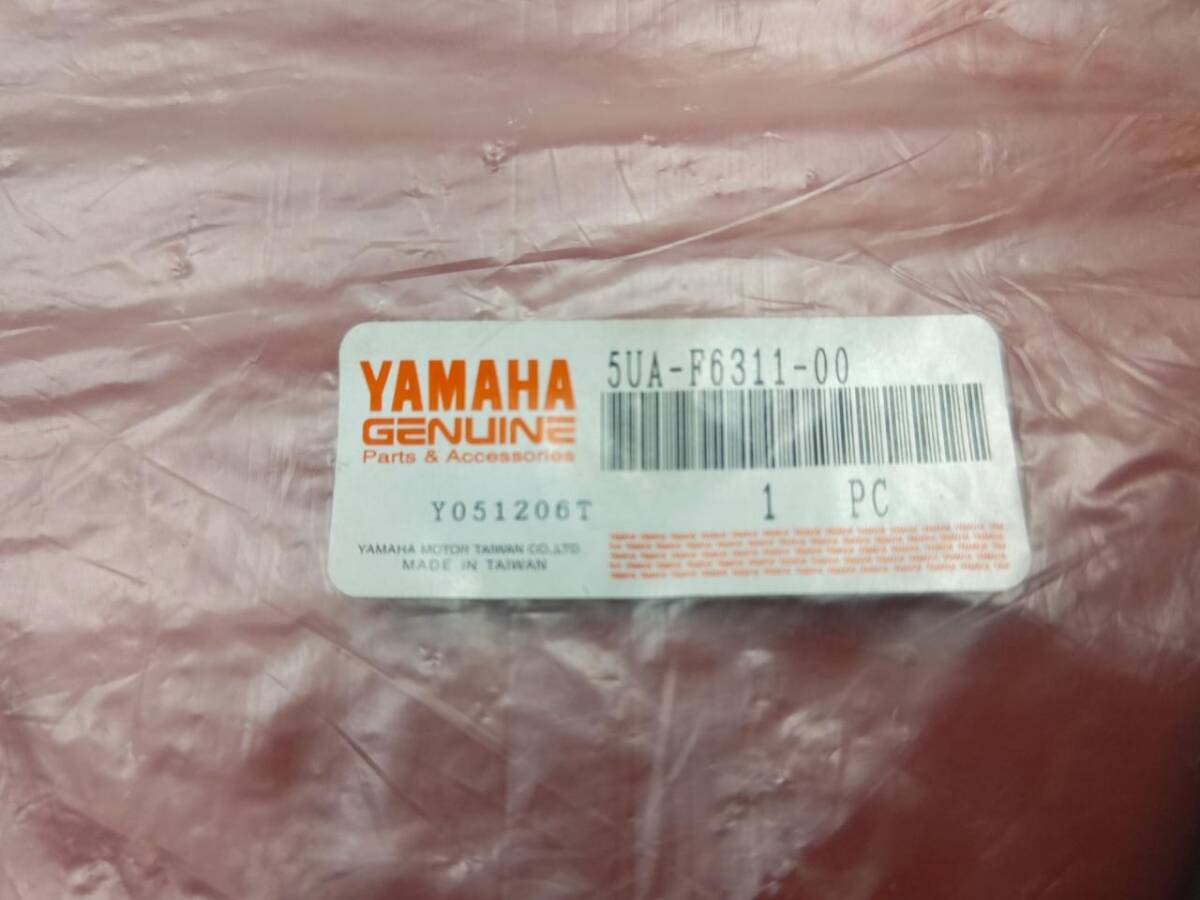 YAMAHA
GENUINE
Parts & Accessories
5UA-F6311-00
1 PC
Y051206T
YAMAHA MOTOR TAIWAN CO.,LTD.
MADE IN TAIWAN